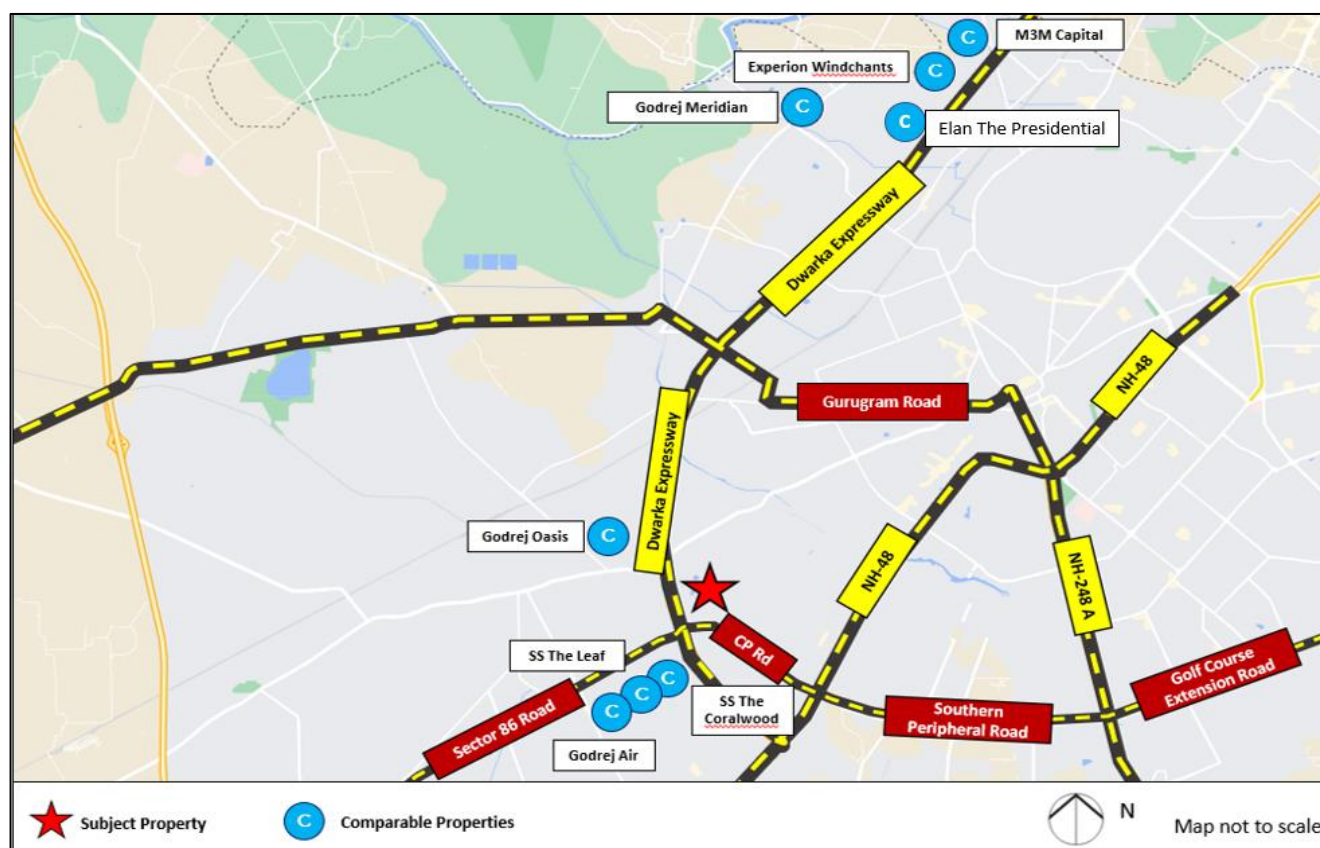 C
M3M Capital
Experion Windchants
C
Godrej Meridian
C
C
Elan The Presidential
Dwarka Expressway
NH-48
Gurugram Road
Dwarka Expressway
Godrej Oasis
C
NH-48
NH-248 A
CP Rd
SS The Leaf
C
C
C
SS The
Coralwood
Golf Course
Extension Road
Southern
Peripheral Road
Sector 86 Road
Godrej Air
Subject Property
C
Comparable Properties
N
Map not to scale